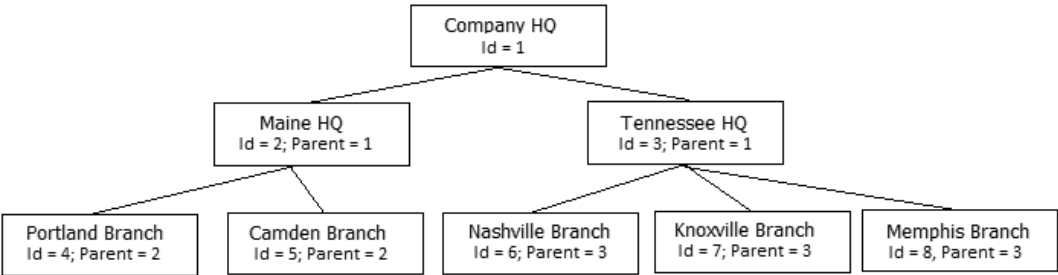 Company HQ
Id = 1
Maine HQ
Id = 2; Parent = 1
Tennessee HQ
Id = 3; Parent = 1
Portland Branch
Id = 4; Parent = 2
Camden Branch
Id = 5; Parent = 2
Nashville Branch
Id = 6; Parent = 3
Knoxville Branch
Id = 7; Parent = 3
Memphis Branch
Id = 8, Parent = 3